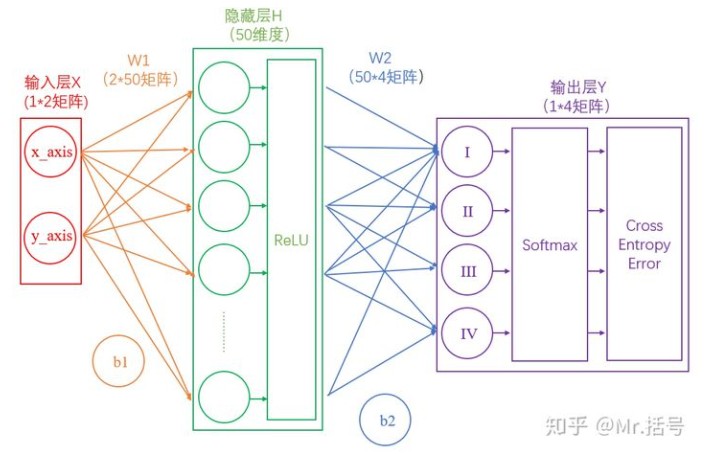 隐藏层H
(50维度)
W1
(2*50矩阵)
W2
(50*4矩阵)
输入层X
(1*2矩阵)
输出层Y
(1*4矩阵)
x_axis
y_axis
ReLU
I
II
III
IV
Softmax
Cross
Entropy
Error
b1
b2
知乎 @Mr.括号